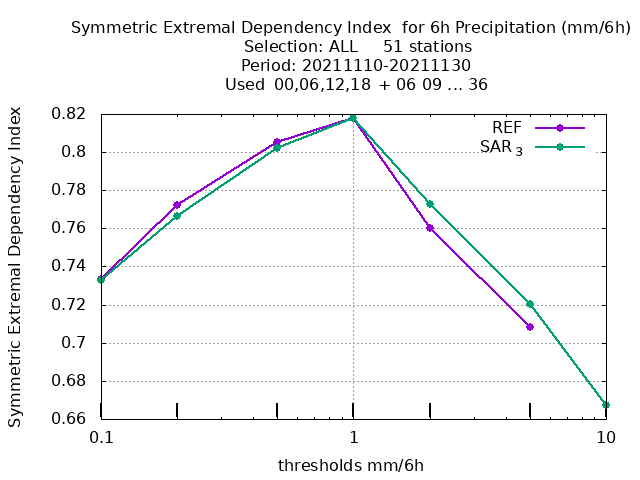 Symmetric Extremal Dependency Index  for 6h Precipitation (mm/6h)
Selection: ALL     51 stations
Period: 20211110-20211130
Used  00,06,12,18  + 06 09 ... 36
Symmetric Extremal Dependency Index
0.82
0.8
0.78
0.76
0.74
0.72
0.7
0.68
0.66
REF
SAR 3
0.1
1
10
thresholds mm/6h